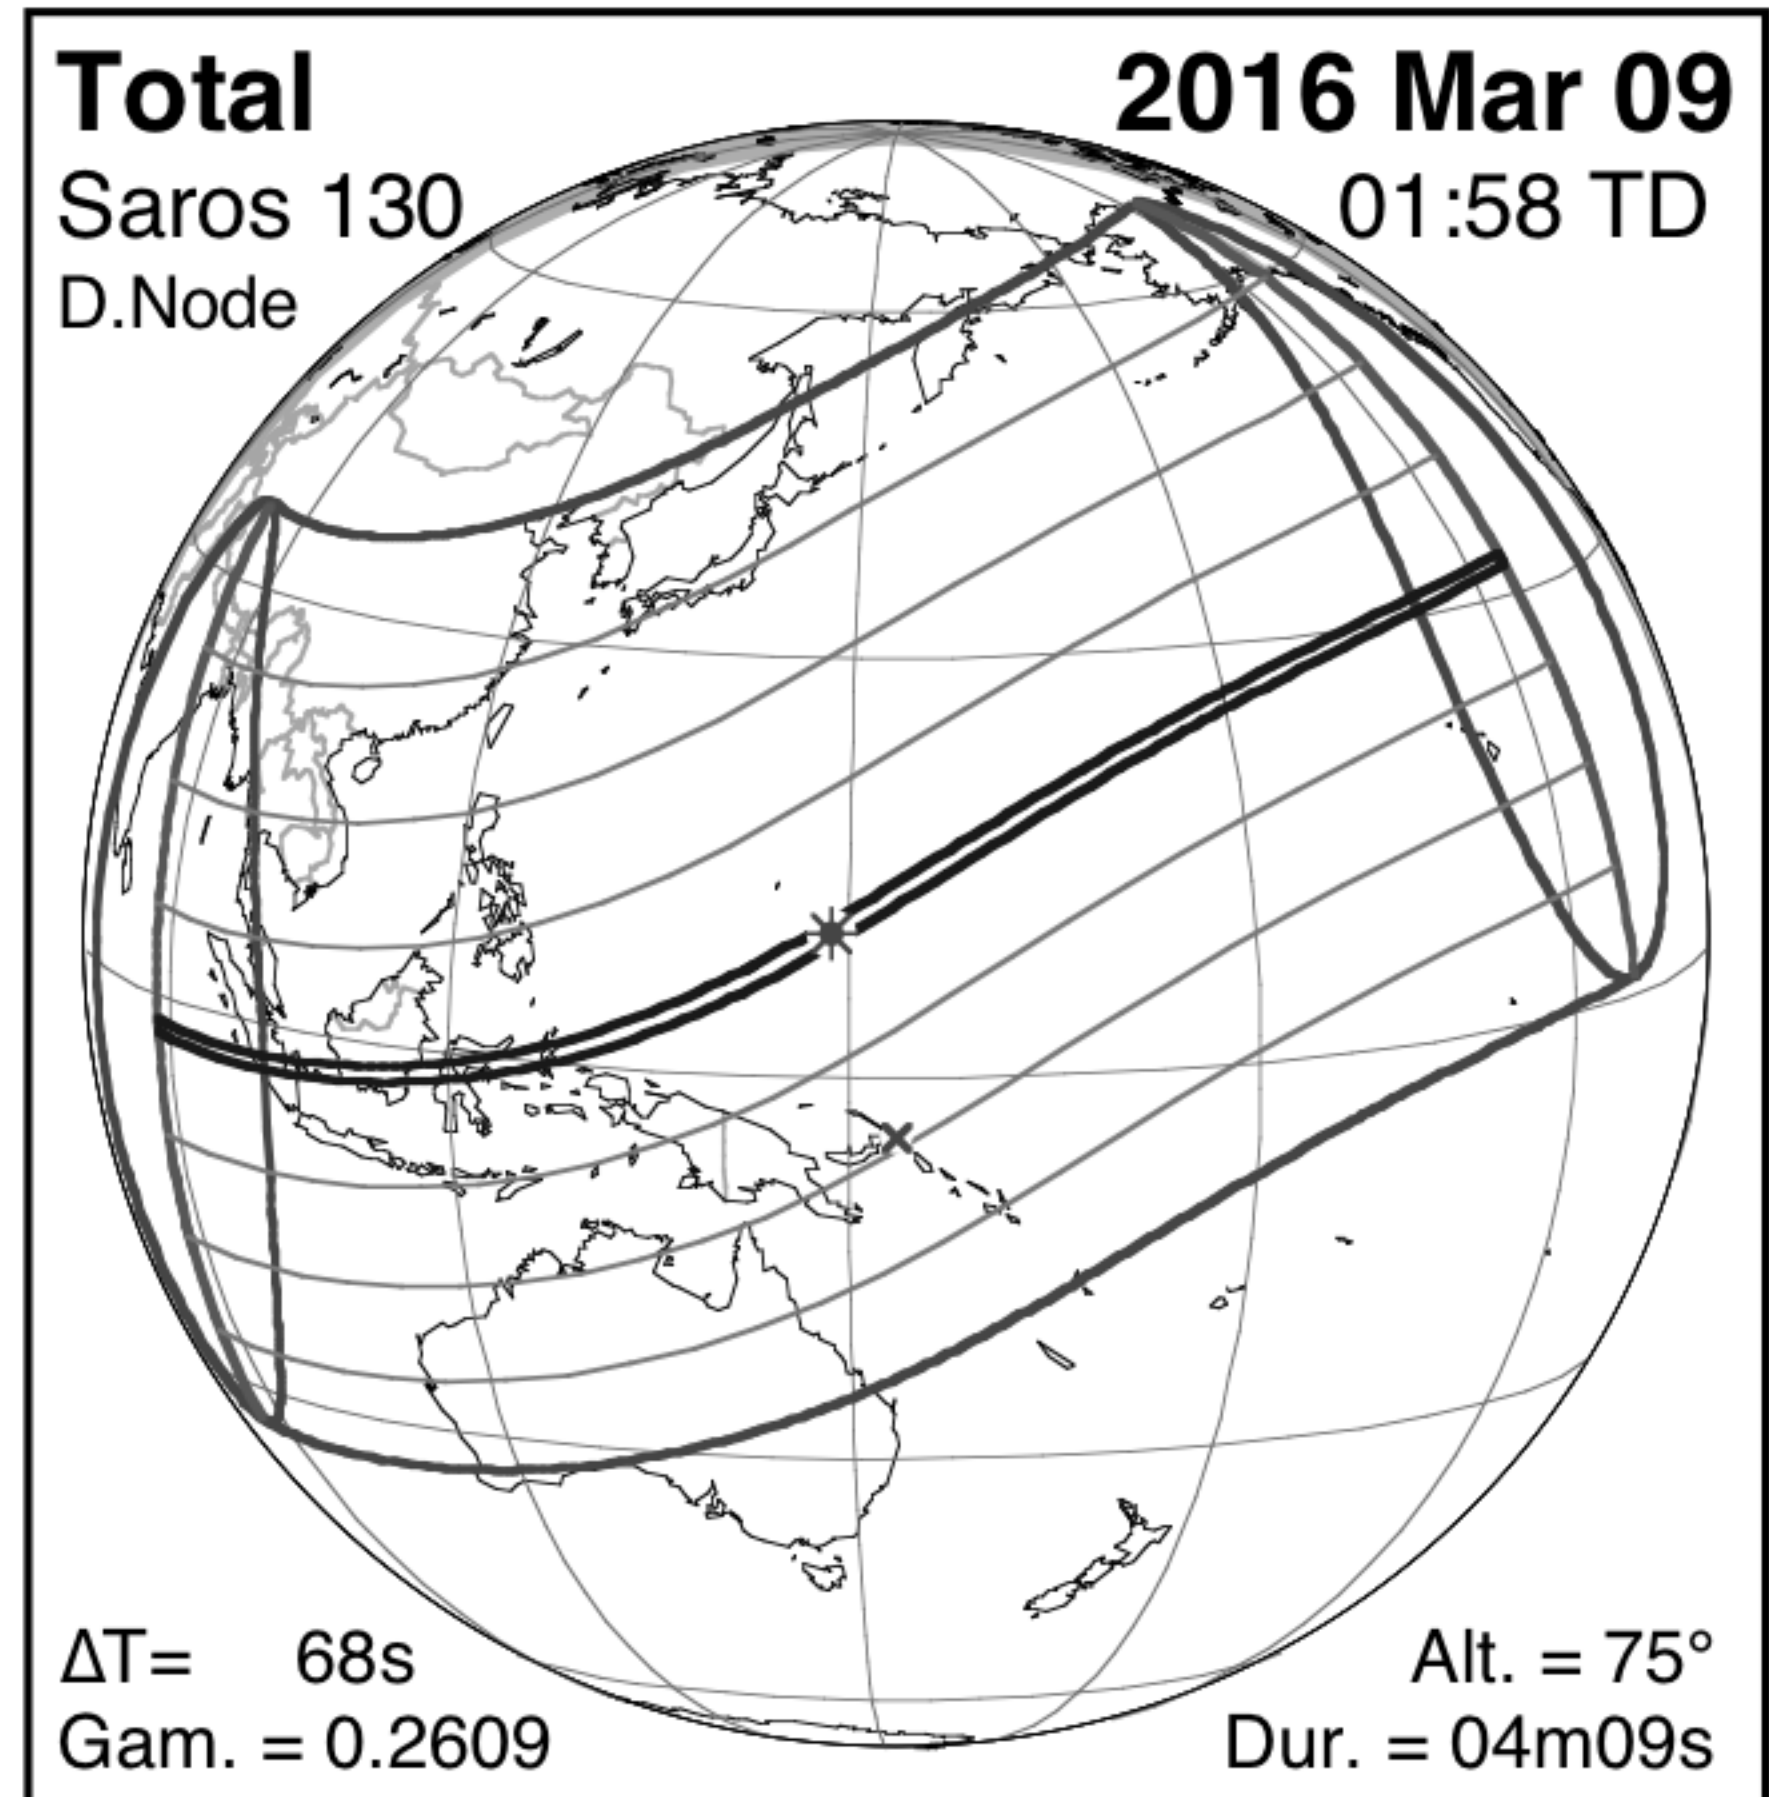 Total
2016 Mar 09
Saros 130
01:58 TD
D.Node
ΔT= 68s
Alt. = 75°
Gam. = 0.2609
Dur. = 04m09s